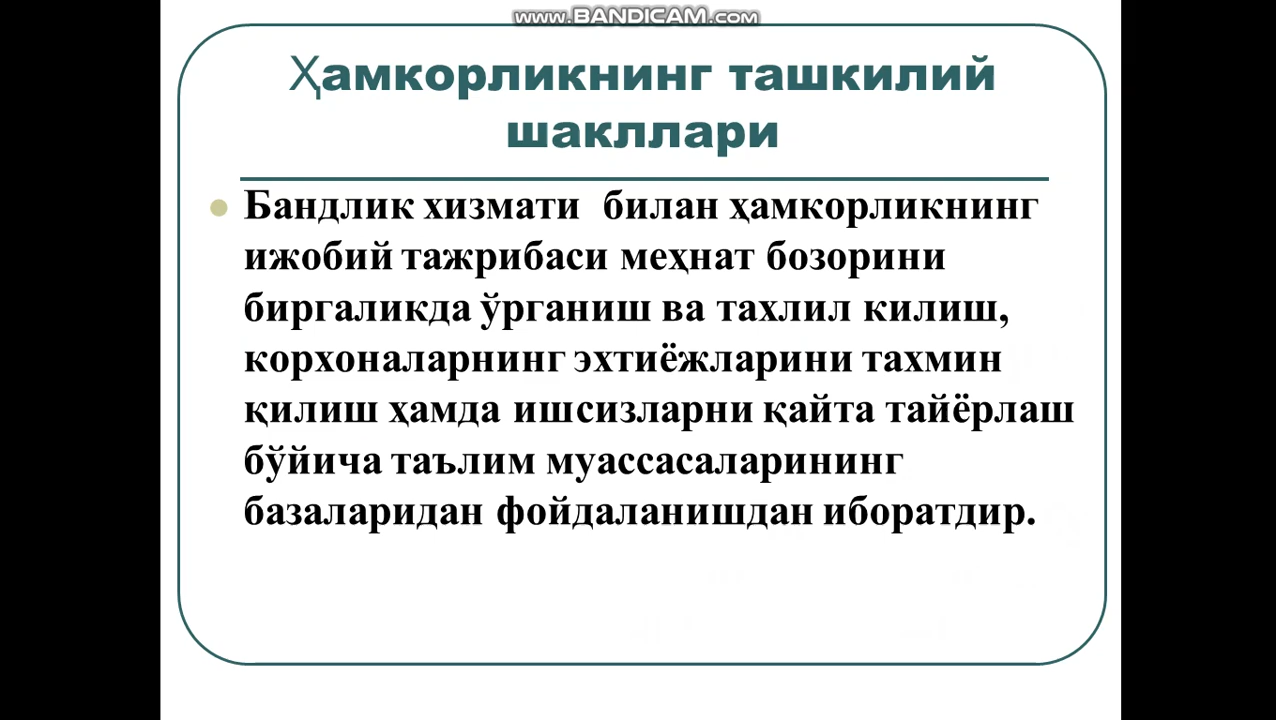 www.BANDICAM.com
Ҳамкорликнинг ташкилий
шакллари
Бандлик хизмати билан ҳамкорликнинг
ижобий тажрибаси меҳнат бозорини
биргаликда ўрганиш ва тахлил килиш,
корхоналарнинг эхтиёжларини тахмин
қилиш ҳамда ишсизларни қайта тайёрлаш
бўйича таълим муассасаларининг
базаларидан фойдаланишдан иборатдир.